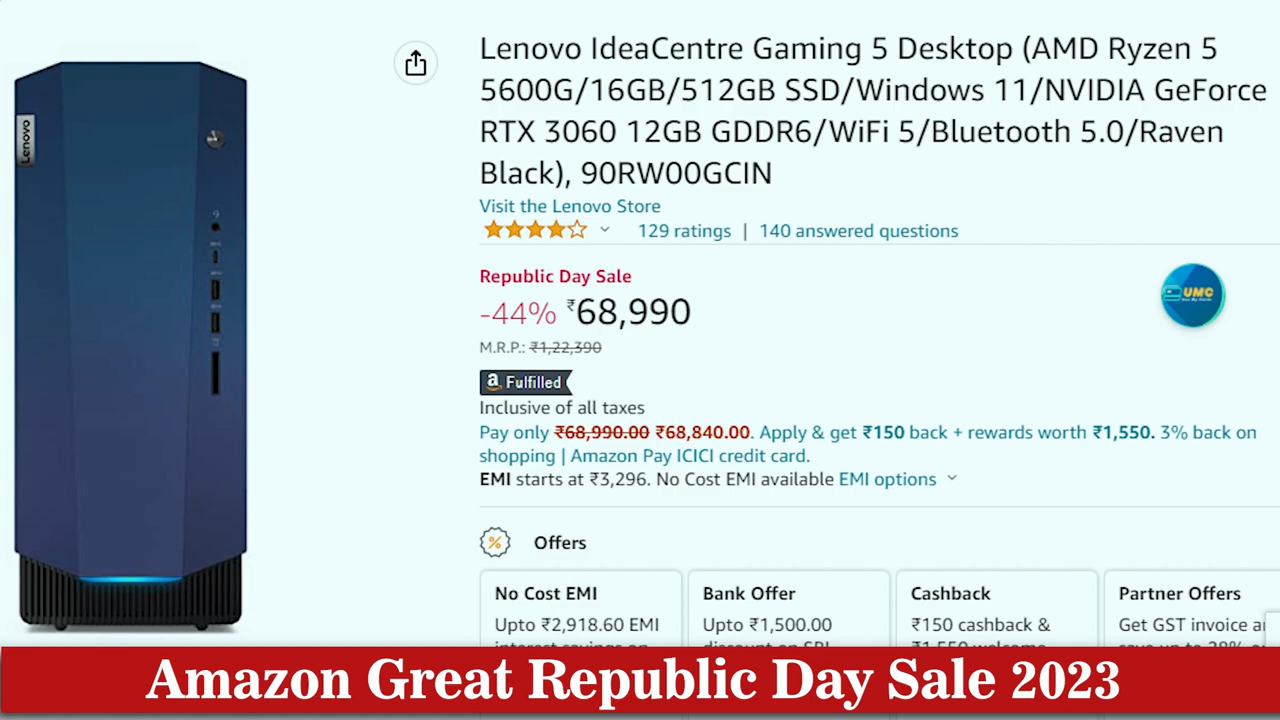 Lenovo IdeaCentre Gaming 5 Desktop (AMD Ryzen 5
5600G/16GB/512GB SSD/Windows 11/NVIDIA GeForce
RTX 3060 12GB GDDR6/WiFi 5/Bluetooth 5.0/Raven
Black), 90RW00GCIN
Visit the Lenovo Store
129 ratings | 140 answered questions
Lenovo
Republic Day Sale
-44% ₹68,990
M.R.P.: ₹1,22,390
UMC
a Fulfilled
Inclusive of all taxes
Pay only ₹68,990.00 ₹68,840.00. Apply & get ₹150 back + rewards worth ₹1,550. 3% back on
shopping | Amazon Pay ICICI credit card.
EMI starts at ₹3,296. No Cost EMI available EMI options
% Offers
No Cost EMI
Upto ₹2,918.60 EMI
Bank Offer
Upto ₹1,500.00
Cashback
₹150 cashback &
Partner Offers
Get GST invoice
Amazon Great Republic Day Sale 2023